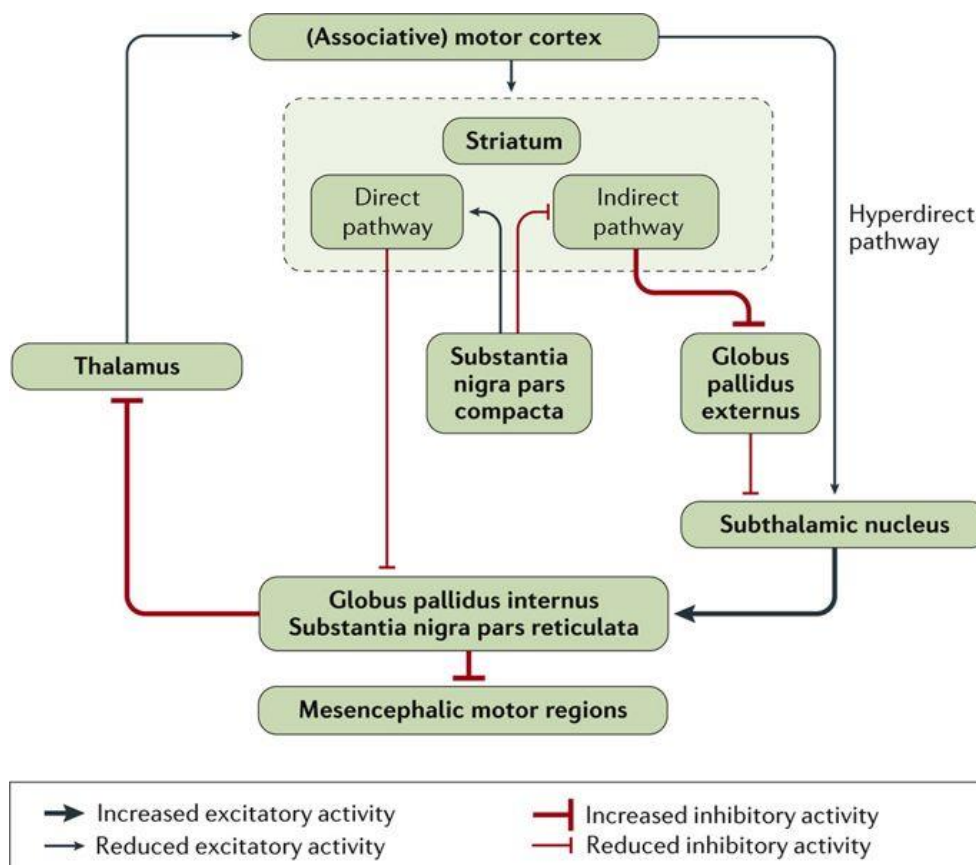 (Associative) motor cortex
Striatum
Direct
pathway
Indirect
pathway
Hyperdirect
pathway
Thalamus
Substantia
nigra pars
compacta
Globus
pallidus
externus
Subthalamic nucleus
Globus pallidus internus
Substantia nigra pars reticulata
Mesencephalic motor regions
Increased excitatory activity
Increased inhibitory activity
Reduced excitatory activity
Reduced inhibitory activity